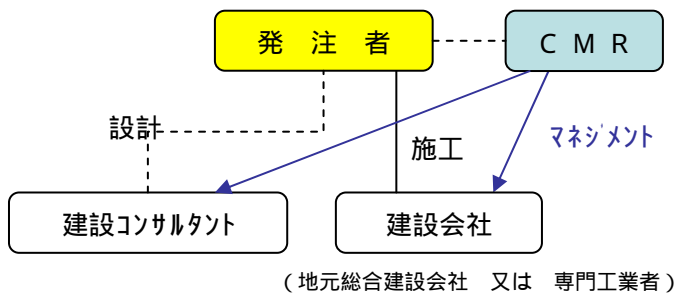 発 注 者
C M R
設計
施工
ﾏﾈｼﾞﾒﾝﾄ
建設ｺﾝｻﾙﾀﾝﾄ
建設会社
（地元総合建設会社　又は　専門工業者）